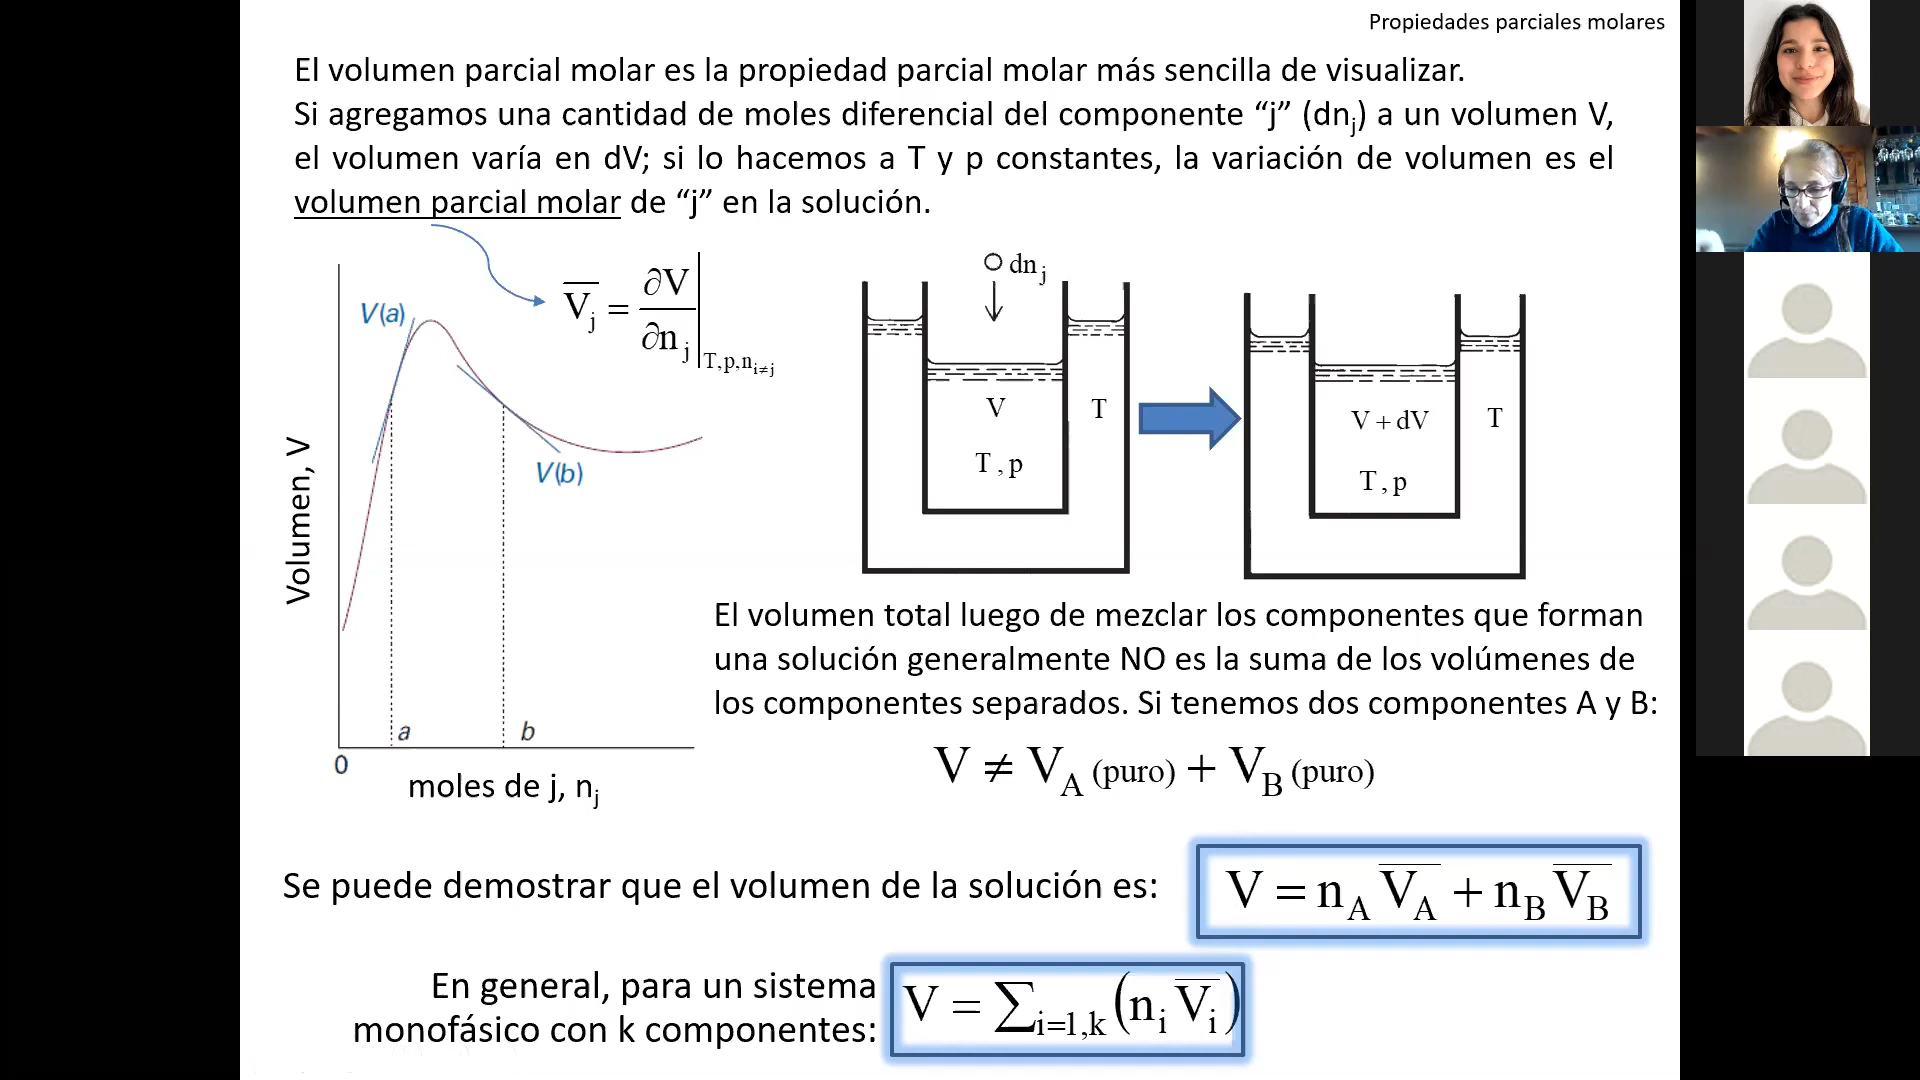 Propiedades parciales molares
El volumen parcial molar es la propiedad parcial molar más sencilla de visualizar.
Si agregamos una cantidad de moles diferencial del componente “j” (dnj) a un volumen V,
el volumen varía en dV; si lo hacemos a T y p constantes, la variación de volumen es el
volumen parcial molar de “j” en la solución.
V̅j = ∂V/∂nj |T,p,ni≠j
V(a)
V(b)
Volumen, V
a
b
0
moles de j, nj
dnj
V
T
T , p
V + dV
T
T , p
El volumen total luego de mezclar los componentes que forman
una solución generalmente NO es la suma de los volúmenes de
los componentes separados. Si tenemos dos componentes A y B:
V ≠ VA (puro) + VB (puro)
Se puede demostrar que el volumen de la solución es:
V = nA V̅A + nB V̅B
En general, para un sistema
monofásico con k componentes:
V = ∑i=1,k (ni V̅i)